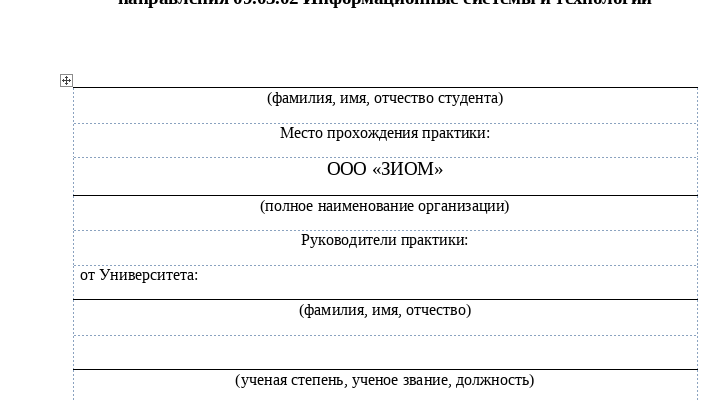 направления 09.03.02 Информационные системы и технологии
(фамилия, имя, отчество студента)
Место прохождения практики:
ООО «ЗИОМ»
(полное наименование организации)
Руководители практики:
от Университета:
(фамилия, имя, отчество)
(ученая степень, ученое звание, должность)